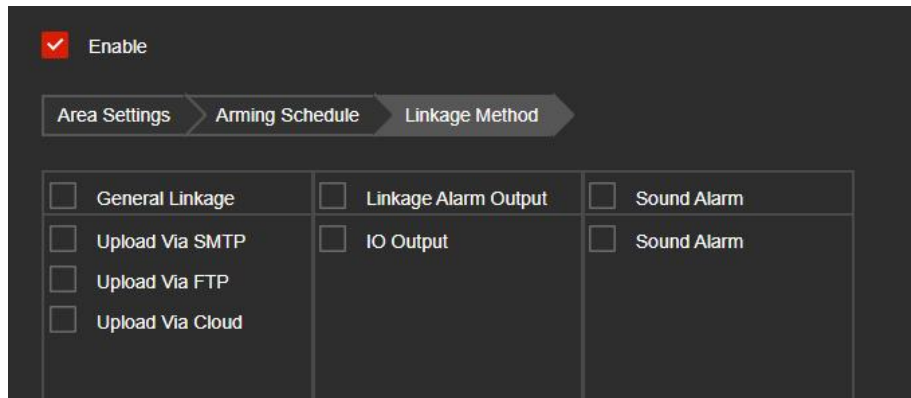 Enable
Area Settings Arming Schedule Linkage Method
General Linkage Linkage Alarm Output Sound Alarm
Upload Via SMTP IO Output Sound Alarm
Upload Via FTP
Upload Via Cloud